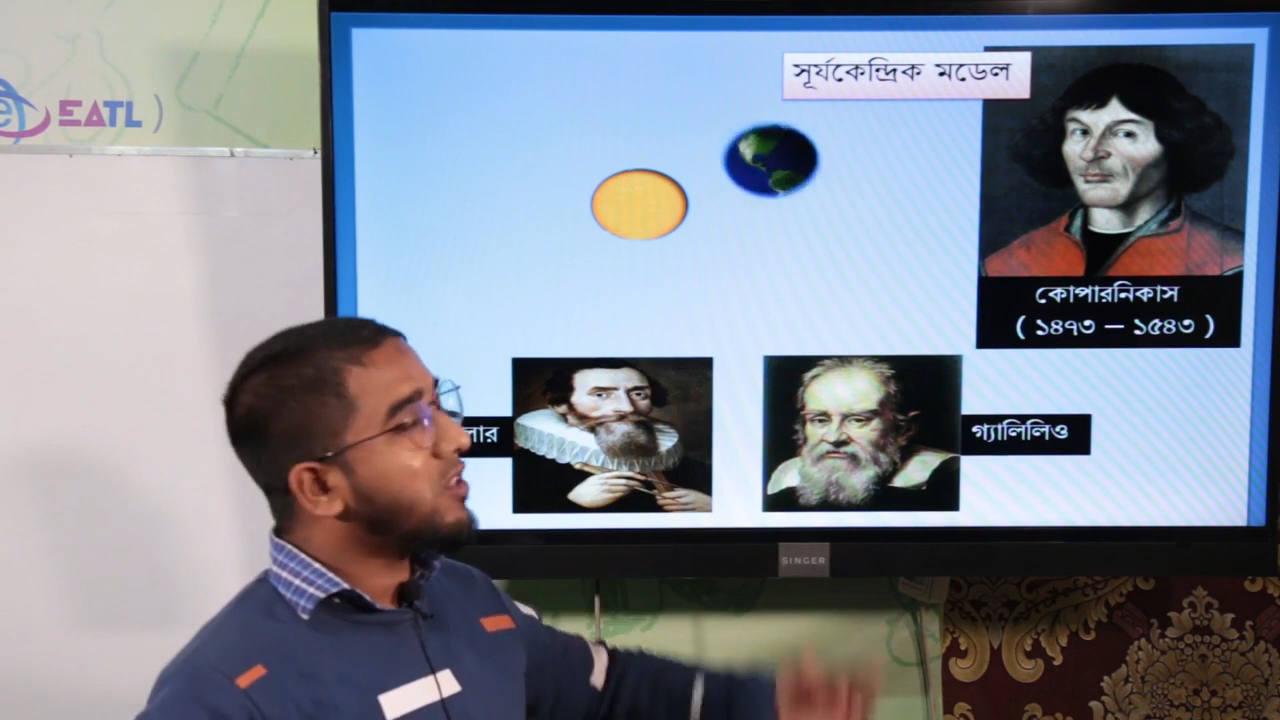 EATL
সূর্যকেন্দ্রিক মডেল
কোপারনিকাস
( ১৪৭৩ – ১৫৪৩ )
গ্যালিলিও
SINGER